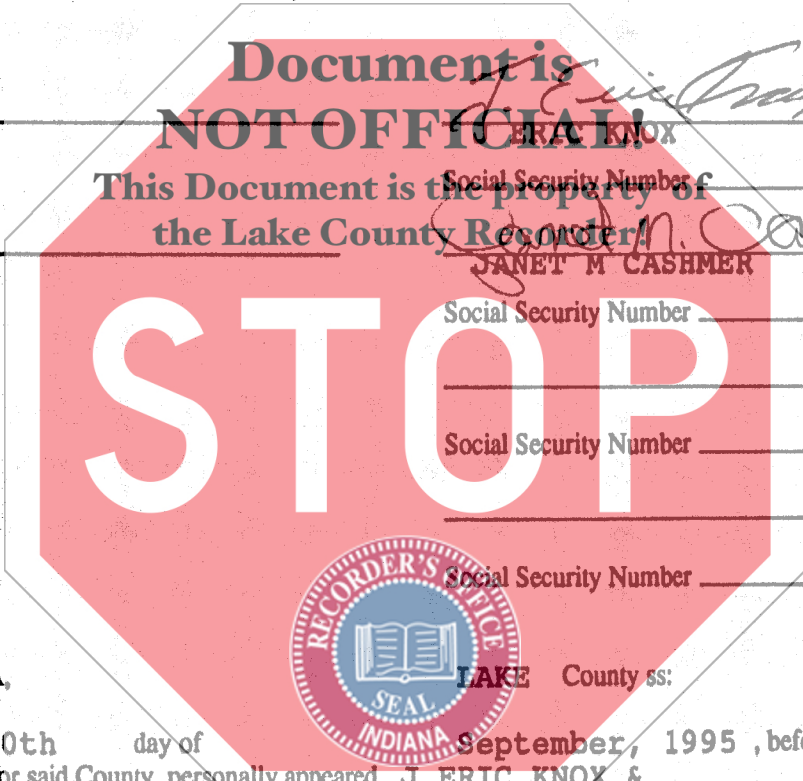 Document is
NOT OFFICIAL!
J ERIC KNOX
This Document is the property of
Social Security Number
the Lake County Recorder!
JANET M CASHMER
Social Security Number
STOP
Social Security Number
Social Security Number
RECORDER'S OFFICE
SEAL
INDIANA
LAKE County ss:
0th day of September, 1995 , bef
or said County, personally appeared J ERIC KNOX &